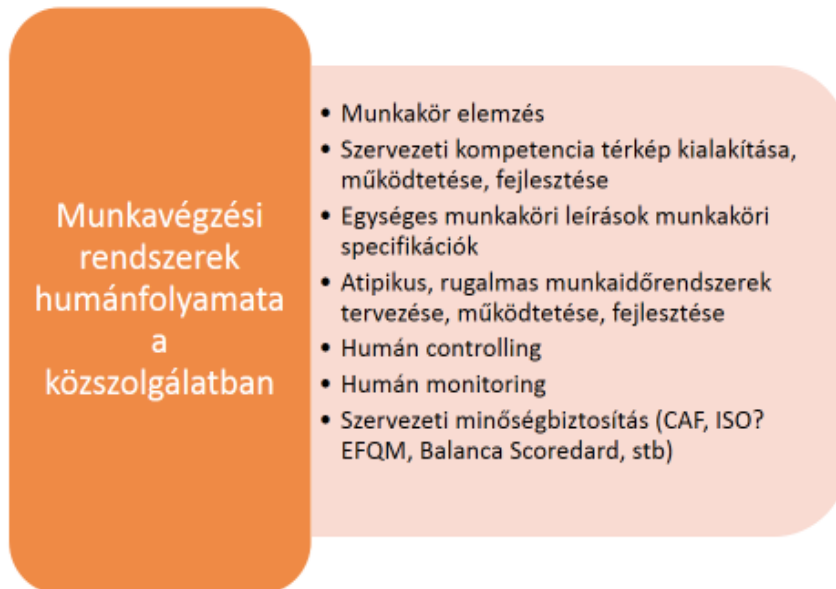 Munkavégzési
rendszerek
humánfolyamata
a
közszolgálatban
• Munkakör elemzés
• Szervezeti kompetencia térkép kialakítása,
működtetése, fejlesztése
• Egységes munkaköri leírások munkaköri
specifikációk
• Atipikus, rugalmas munkaidőrendszerek
tervezése, működtetése, fejlesztése
• Humán controlling
• Humán monitoring
• Szervezeti minőségbiztosítás (CAF, ISO?
EFQM, Balanca Scoredard, stb)